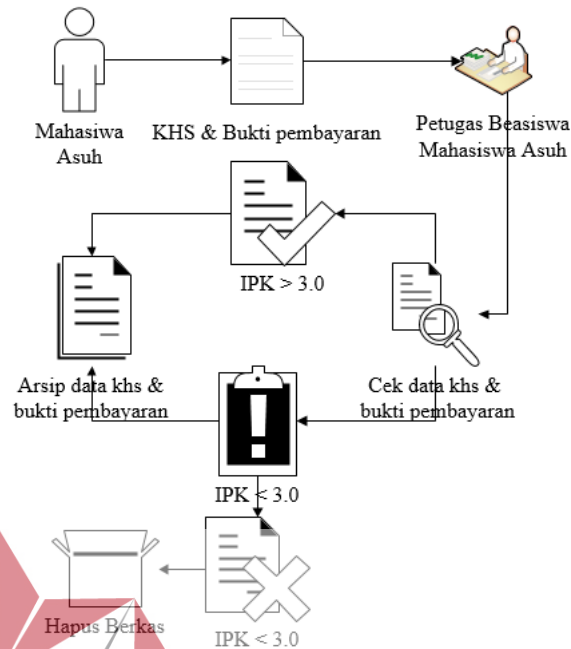 Mahasiwa
Asuh
KHS & Bukti pembayaran
Petugas Beasiswa
Mahasiswa Asuh
IPK > 3.0
Arsip data khs &
bukti pembayaran
Cek data khs &
bukti pembayaran
IPK < 3.0
Hapus Berkas
IPK < 3.0